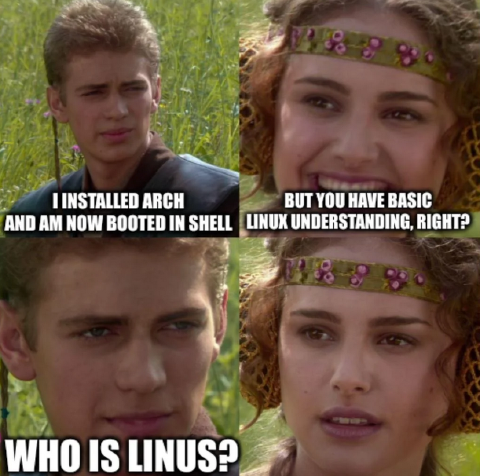 I INSTALLED ARCH
AND AM NOW BOOTED IN SHELL
BUT YOU HAVE BASIC
LINUX UNDERSTANDING, RIGHT?
WHO IS LINUS?